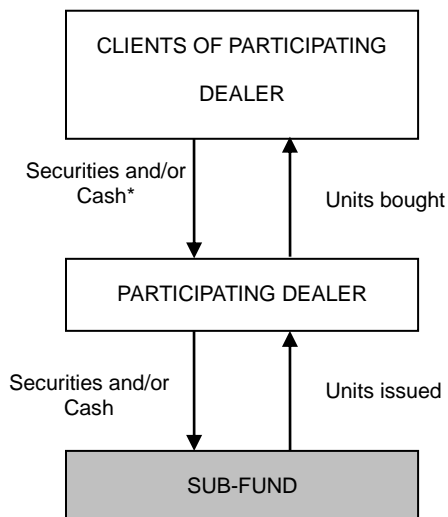 CLIENTS OF PARTICIPATING
DEALER
Securities and/or
Cash*
Units bought
PARTICIPATING DEALER
Securities and/or
Cash
Units issued
SUB-FUND